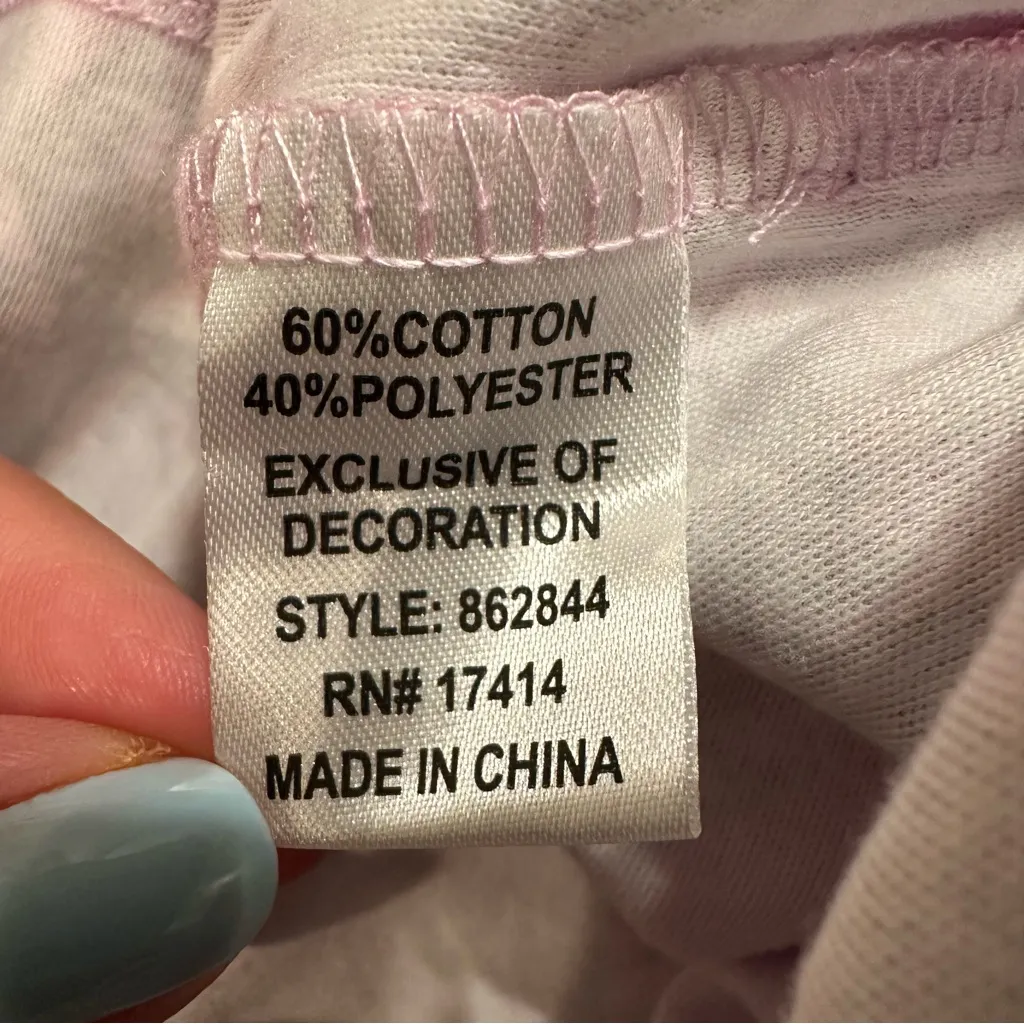 60%COTTON
40%POLYESTER
EXCLUSIVE OF
DECORATION
STYLE: 862844
RN# 17414
MADE IN CHINA